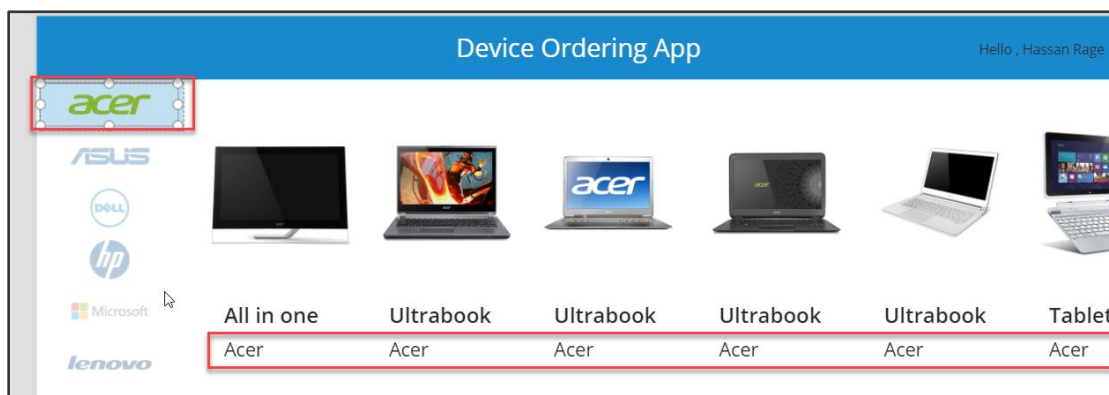 Device Ordering App
Hello , Hassan Rage
acer
ASUS
DELL
hp
Microsoft
lenovo
acer
acer
All in one
Ultrabook
Ultrabook
Ultrabook
Ultrabook
Tablet
Acer
Acer
Acer
Acer
Acer
Acer